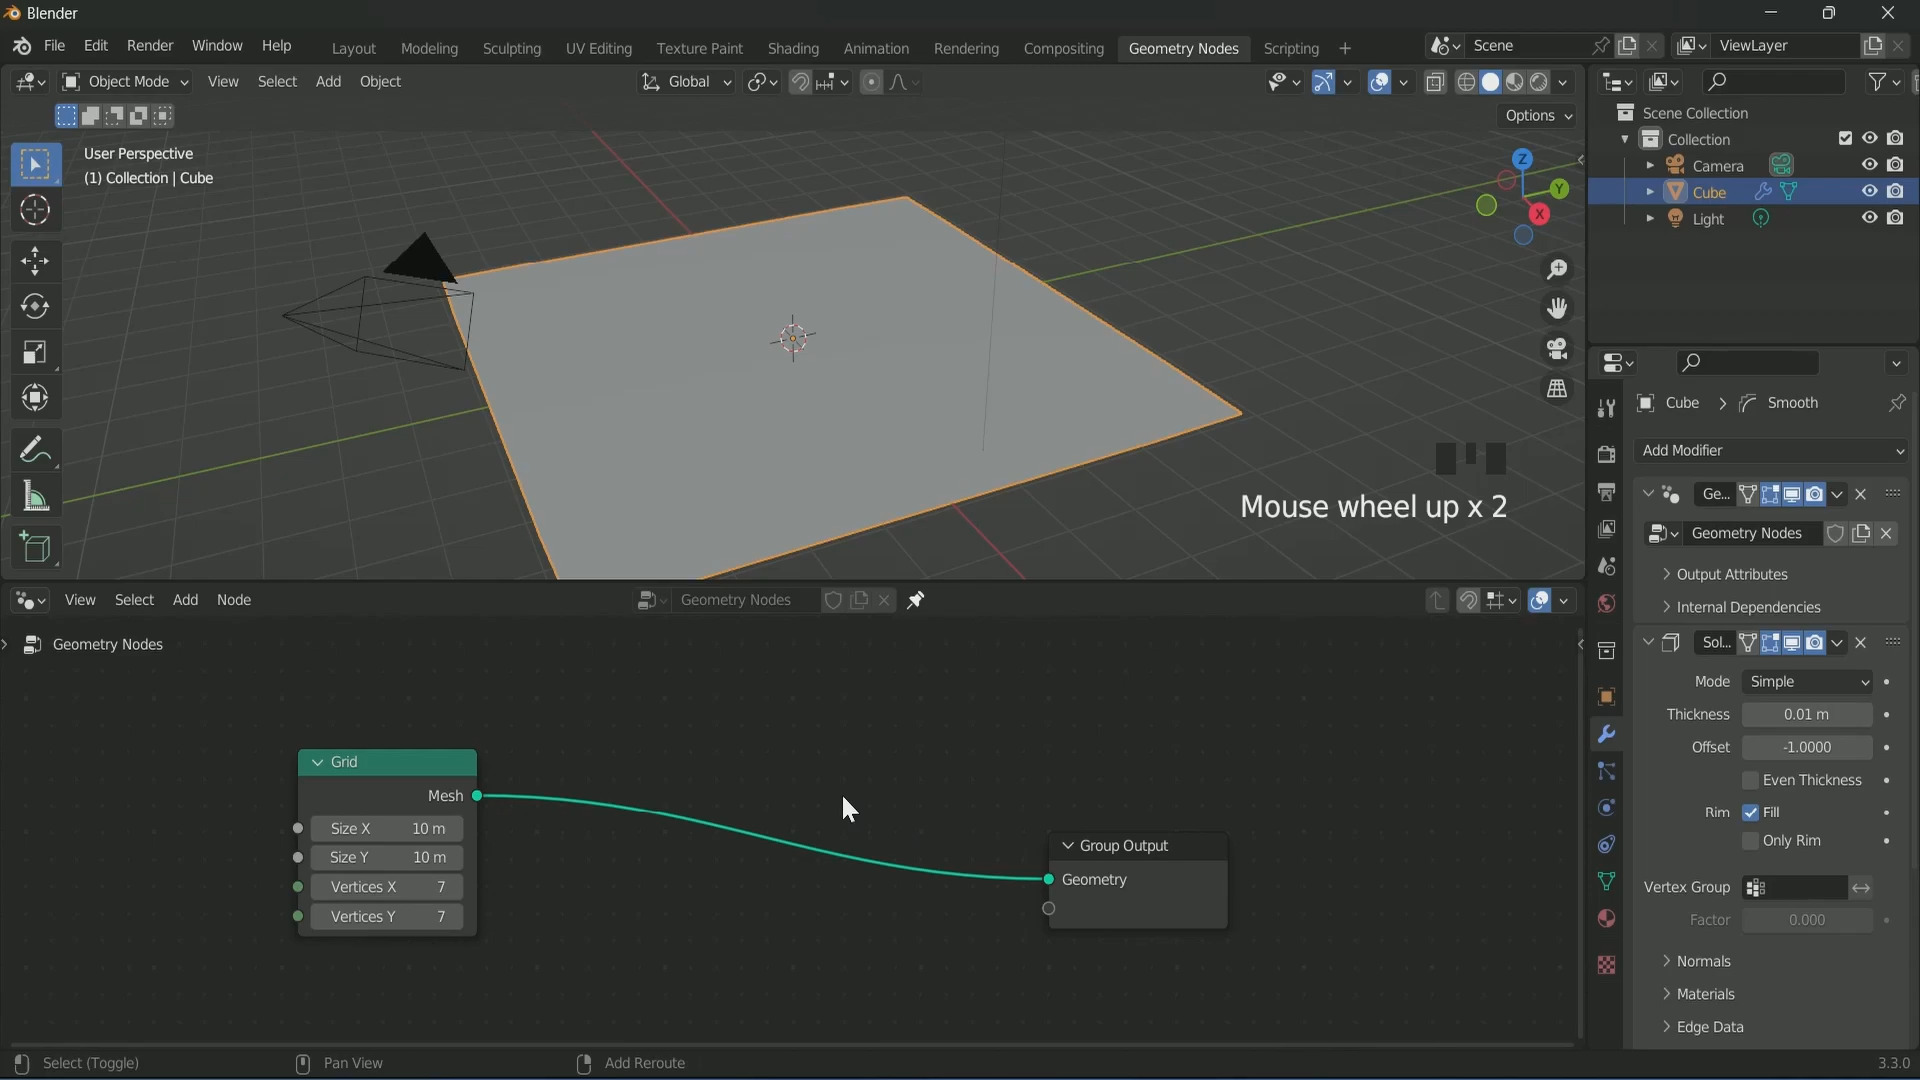 Blender
File Edit Render Window Help Layout Modeling Sculpting UV Editing Texture Paint Shading Animation Rendering Compositing Geometry Nodes Scripting + Scene ViewLayer
Object Mode View Select Add Object Global
Options
User Perspective
(1) Collection | Cube
Z
Y
X
Mouse wheel up x 2
Scene Collection
Collection
Camera
Cube
Light
Cube > Smooth
Add Modifier
Ge...
Geometry Nodes
Output Attributes
Internal Dependencies
Sol...
Mode Simple
Thickness 0.01 m
Offset -1.0000
Even Thickness
Rim Fill
Only Rim
Vertex Group
Factor 0.000
Normals
Materials
Edge Data
View Select Add Node Geometry Nodes
Geometry Nodes
Grid
Mesh
Size X 10 m
Size Y 10 m
Vertices X 7
Vertices Y 7
Group Output
Geometry
Select (Toggle) Pan View Add Reroute 3.3.0